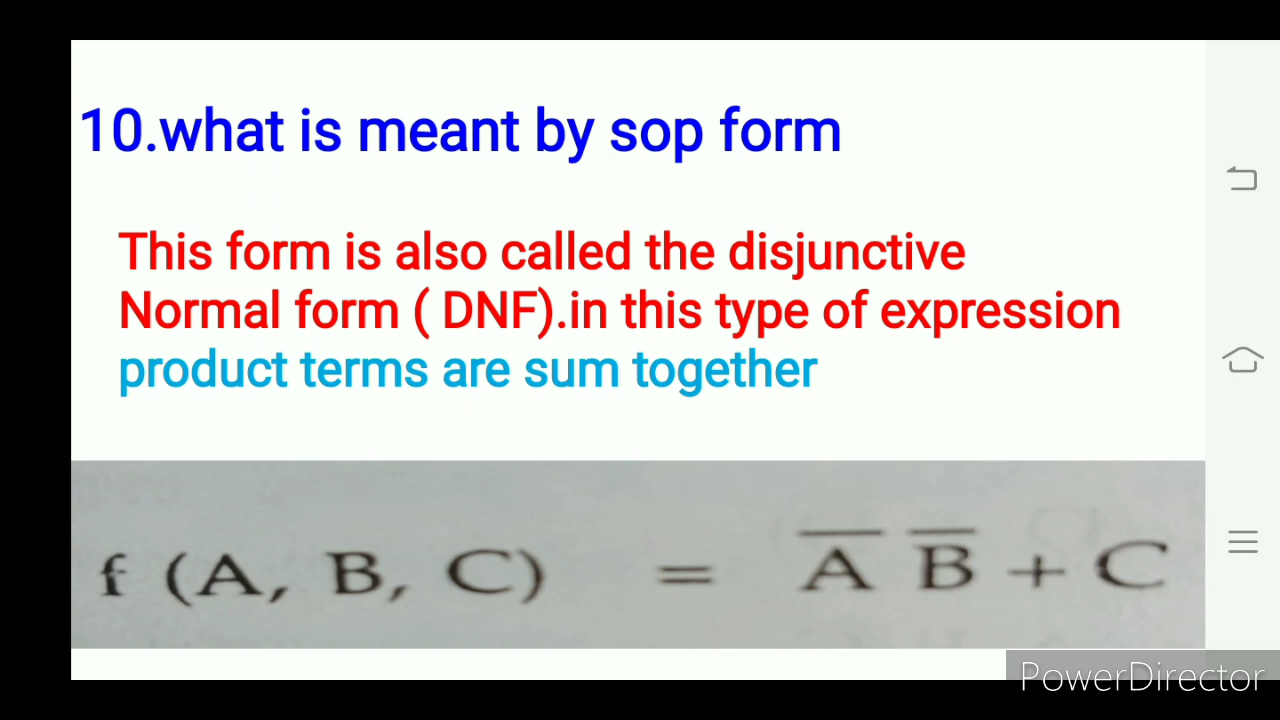 10.what is meant by sop form
This form is also called the disjunctive
Normal form ( DNF).in this type of expression
product terms are sum together
f (A, B, C) = A̅ B̅ + C
PowerDirector